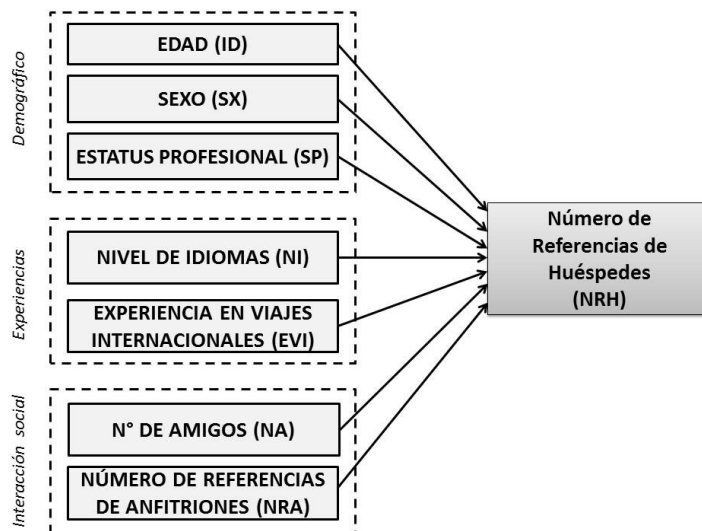 Demográfico
EDAD (ID)
SEXO (SX)
ESTATUS PROFESIONAL (SP)
Experiencias
NIVEL DE IDIOMAS (NI)
EXPERIENCIA EN VIAJES
INTERNACIONALES (EVI)
Interacción social
N° DE AMIGOS (NA)
NÚMERO DE REFERENCIAS
DE ANFITRIONES (NRA)
Número de
Referencias de
Huéspedes
(NRH)